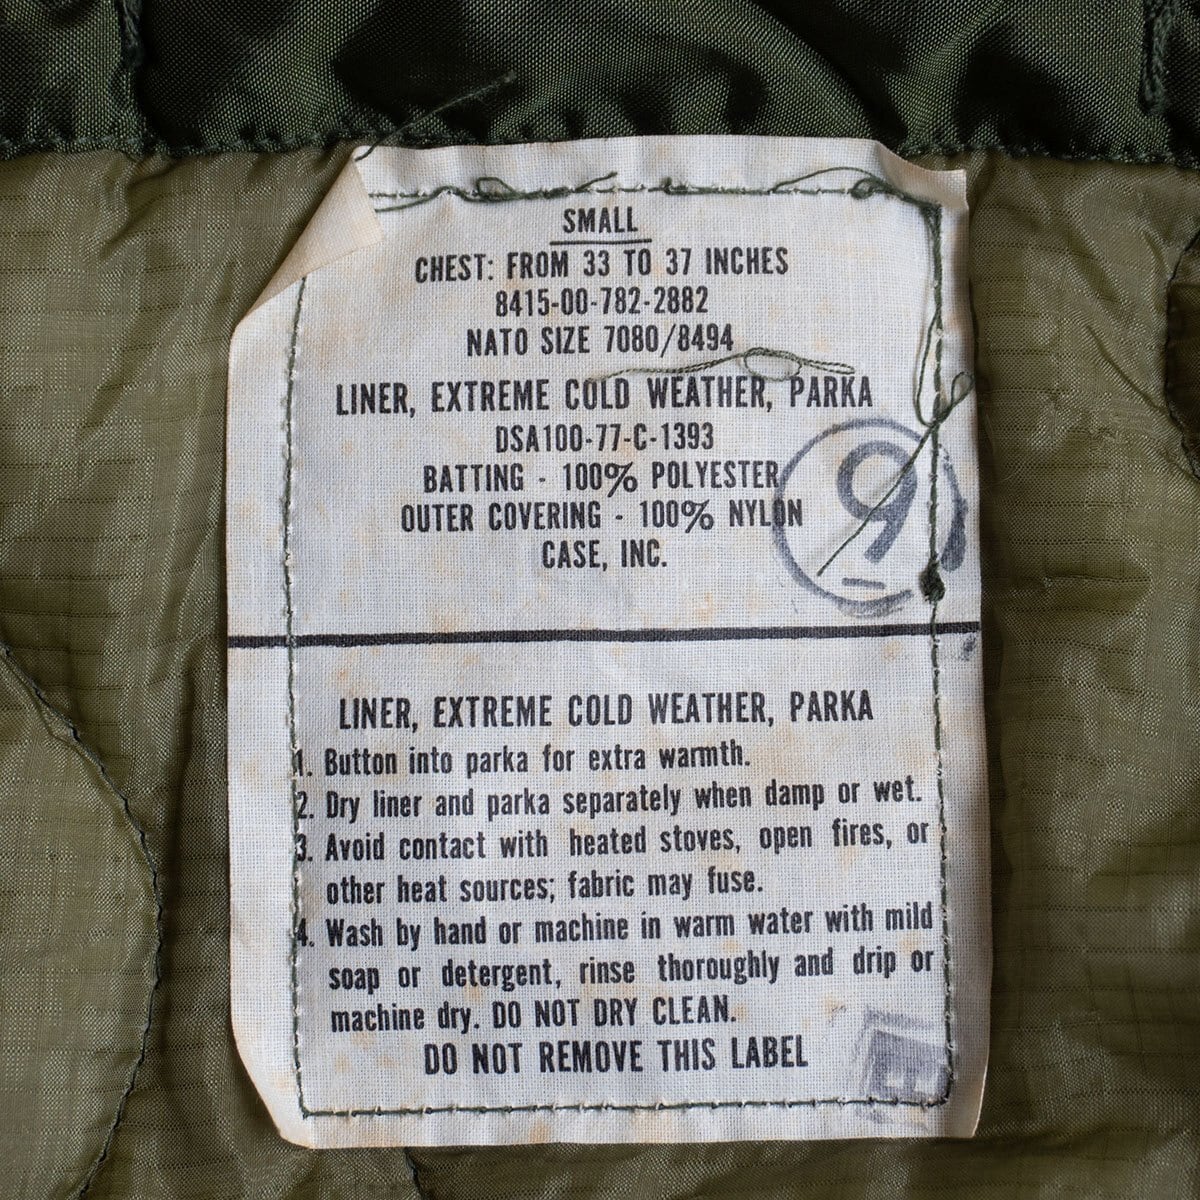 SMALL
CHEST: FROM 33 TO 37 INCHES
8415-00-782-2882
NATO SIZE 7080/8494
LINER, EXTREME COLD WEATHER, PARKA
DSA100-77-C-1393
BATTING - 100% POLYESTER
OUTER COVERING - 100% NYLON
CASE, INC.
9
LINER, EXTREME COLD WEATHER, PARKA
1. Button into parka for extra warmth.
2. Dry liner and parka separately when damp or wet.
3. Avoid contact with heated stoves, open fires, or
other heat sources; fabric may fuse.
4. Wash by hand or machine in warm water with mild
soap or detergent, rinse thoroughly and drip or
machine dry. DO NOT DRY CLEAN.
DO NOT REMOVE THIS LABEL